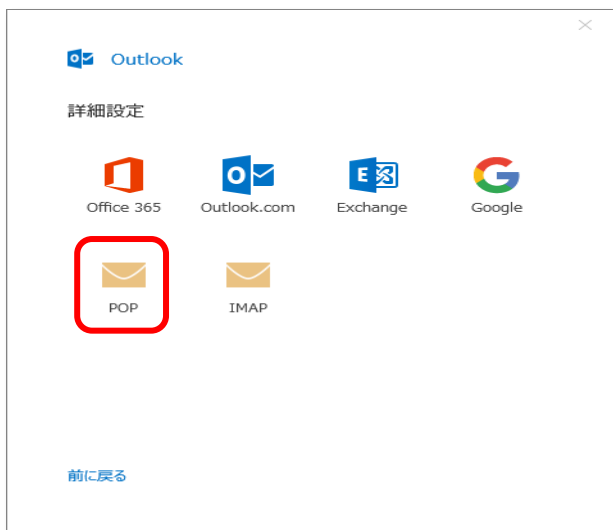 Outlook
詳細設定
Office 365
Outlook.com
Exchange
Google
POP
IMAP
前に戻る